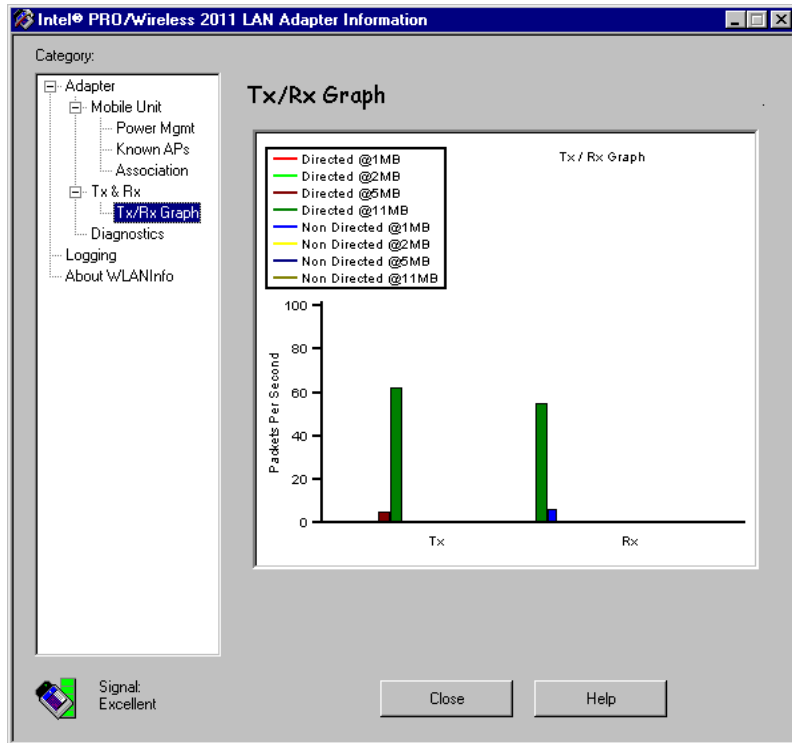 Intel® PRO/Wireless 2011 LAN Adapter Information
Category:
Adapter
Mobile Unit
Power Mgmt
Known APs
Association
Tx & Rx
Tx/Rx Graph
Diagnostics
Logging
About WLANInfo
Tx/Rx Graph
Tx / Rx Graph
Directed @1MB
Directed @2MB
Directed @5MB
Directed @11MB
Non Directed @1MB
Non Directed @2MB
Non Directed @5MB
Non Directed @11MB
Packets Per Second
100
80
60
40
20
0
Tx
Rx
Signal:
Excellent
Close
Help